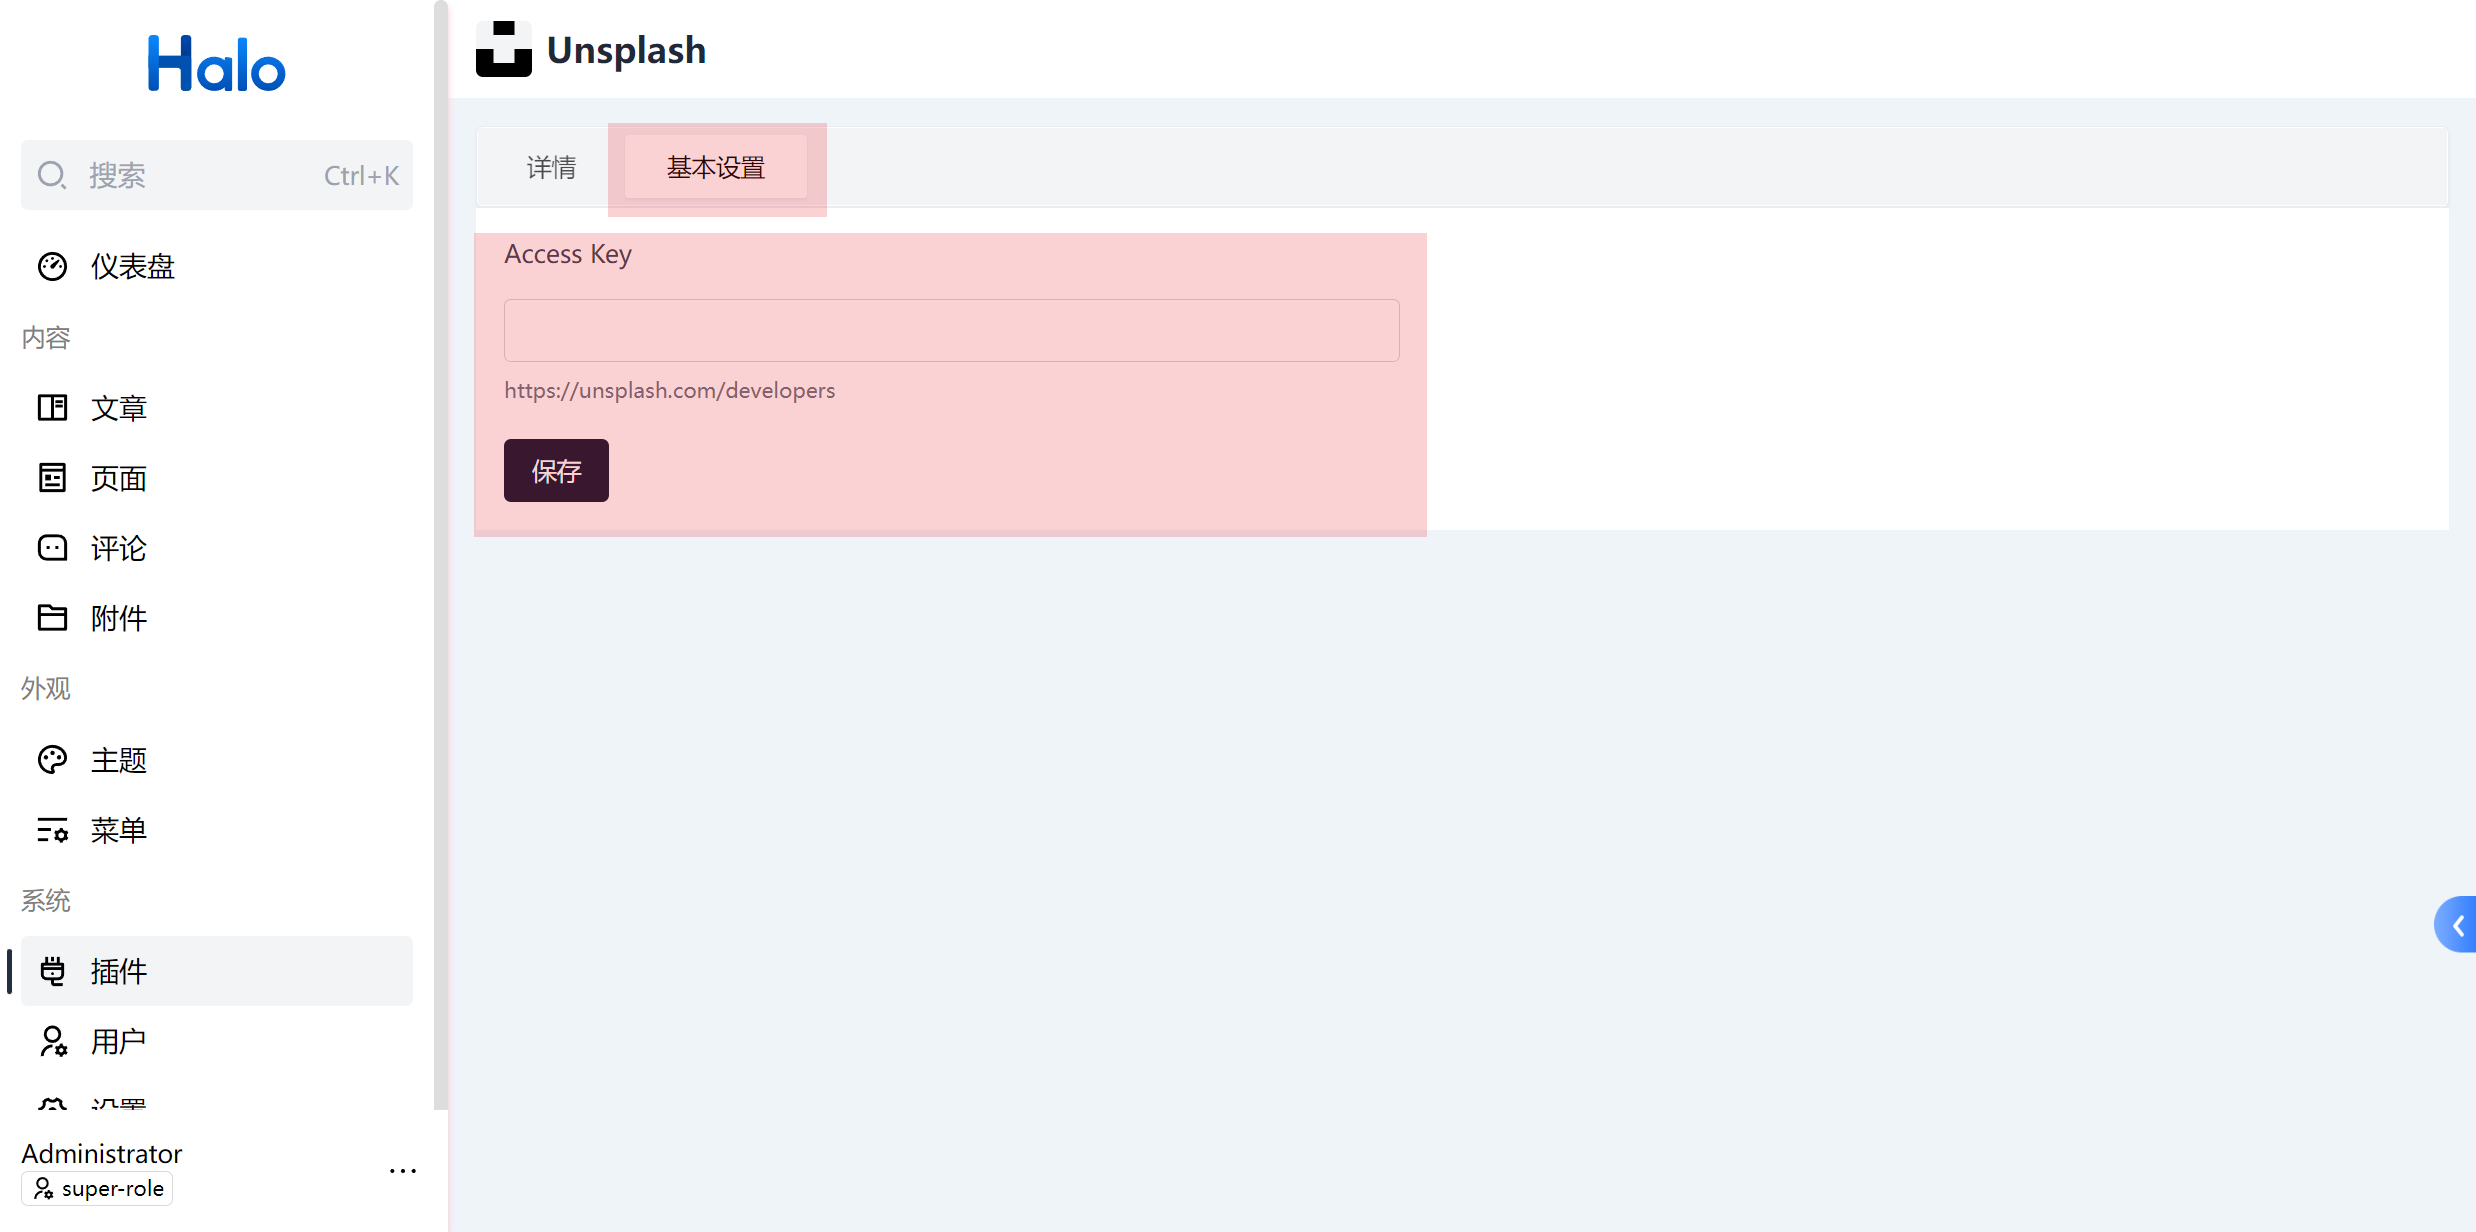 Halo
搜索 Ctrl+K
仪表盘
内容
文章
页面
评论
附件
外观
主题
菜单
系统
插件
用户
设置
Administrator
super-role
Unsplash
详情 基本设置
Access Key
https://unsplash.com/developers
保存